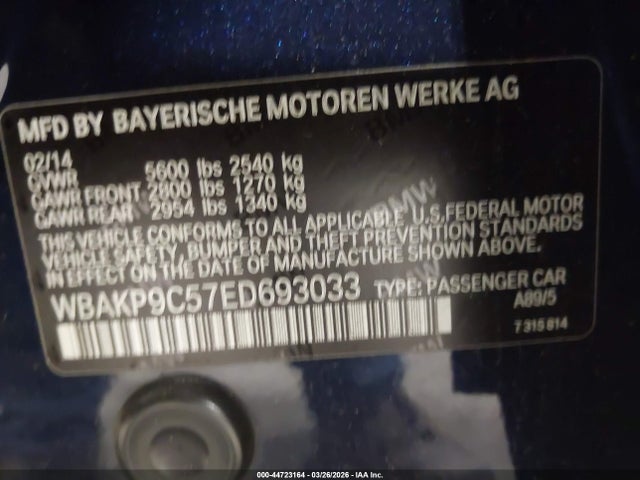 MFD BY BAYERISCHE MOTOREN WERKE AG
02/14
GVWR 5600 lbs 2540 kg
GAWR FRONT 2800 lbs 1270 kg
GAWR REAR 2954 lbs 1340 kg
THIS VEHICLE CONFORMS TO ALL APPLICABLE U.S. FEDERAL MOTOR
VEHICLE SAFETY, BUMPER AND THEFT PREVENTION STANDARDS
IN EFFECT ON THE DATE OF MANUFACTURE SHOWN ABOVE.
WBAKP9C57ED693033 TYPE: PASSENGER CAR
A89/5
7 315 814
BMW
000-44723164 - 03/26/2026 - IAA Inc.